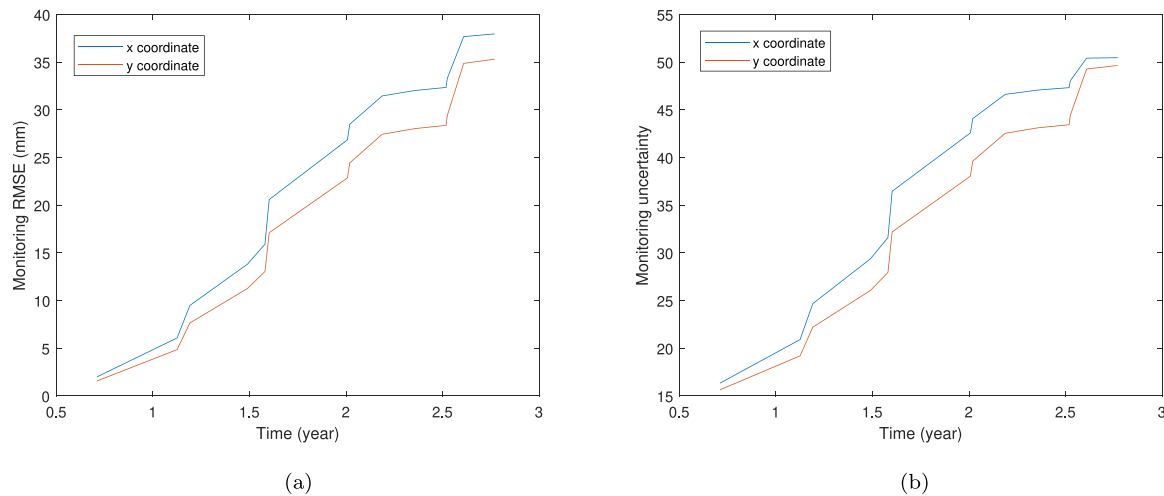 40
35
30
25
20
15
10
5
0
Monitoring RMSE (mm)
x coordinate
y coordinate
0.5 1 1.5 2 2.5 3
Time (year)
(a)
55
50
45
40
35
30
25
20
15
Monitoring uncertainty
x coordinate
y coordinate
0.5 1 1.5 2 2.5 3
Time (year)
(b)